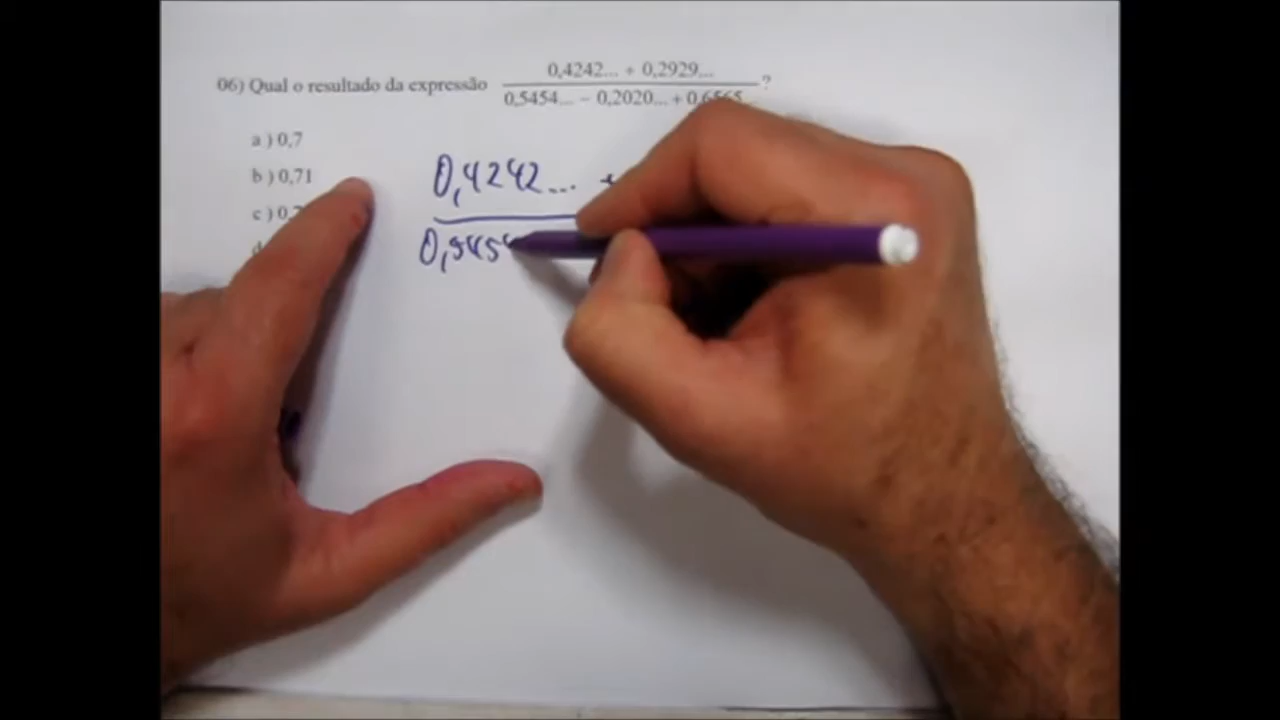 06) Qual o resultado da expressão
0,4242... + 0,2929...
0,5454... − 0,2020... + 0,6565... ?
a ) 0,7
b ) 0,71
c ) 0,
d
0,4242... +
0,545